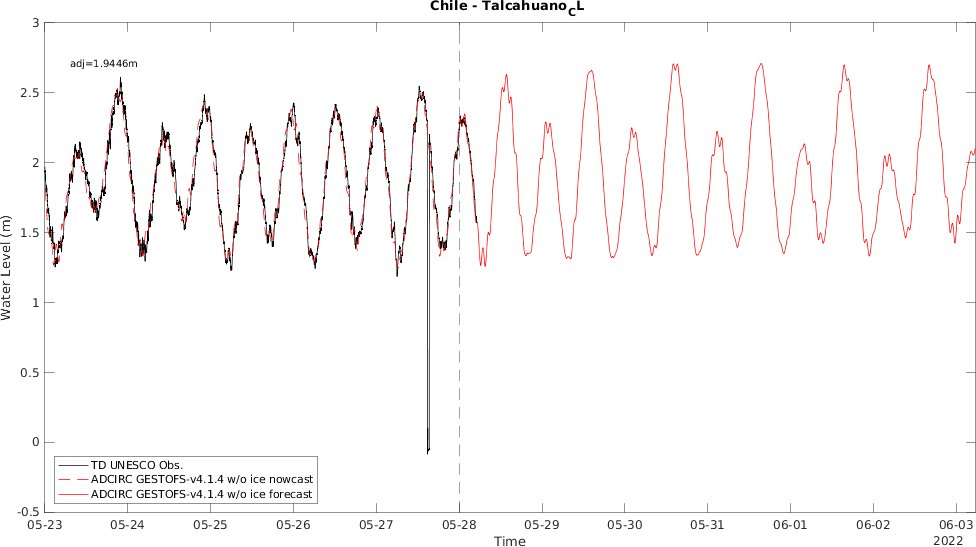 Chile - Talcahuano_CL
adj=1.9446m
Water Level (m)
3
2.5
2
1.5
1
0.5
0
-0.5
TD UNESCO Obs.
ADCIRC GESTOFS-v4.1.4 w/o ice nowcast
ADCIRC GESTOFS-v4.1.4 w/o ice forecast
05-23 05-24 05-25 05-26 05-27 05-28 05-29 05-30 05-31 06-01 06-02 06-03
Time
2022